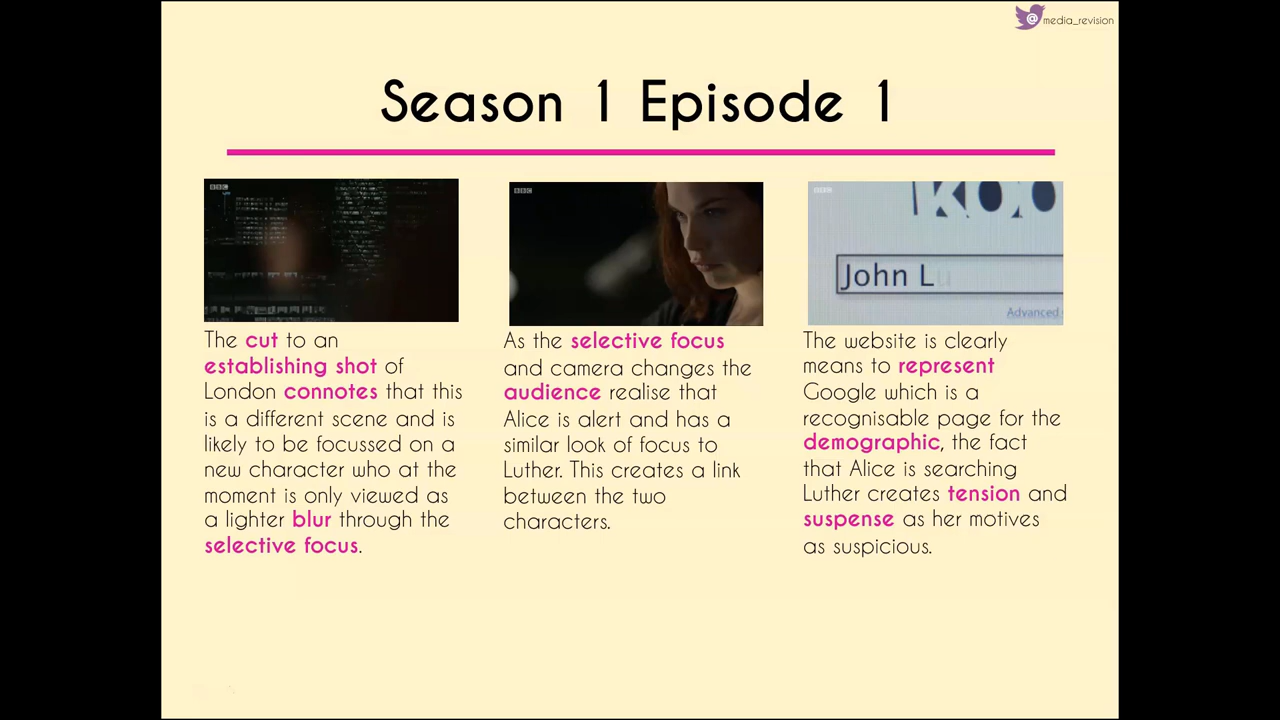 @media_revision
Season 1 Episode 1
BBC
The cut to an
establishing shot of
London connotes that this
is a different scene and is
likely to be focussed on a
new character who at the
moment is only viewed as
a lighter blur through the
selective focus.
BBC
As the selective focus
and camera changes the
audience realise that
Alice is alert and has a
similar look of focus to
Luther. This creates a link
between the two
characters.
BBC
John Lu
Advanced
The website is clearly
means to represent
Google which is a
recognisable page for the
demographic, the fact
that Alice is searching
Luther creates tension and
suspense as her motives
as suspicious.